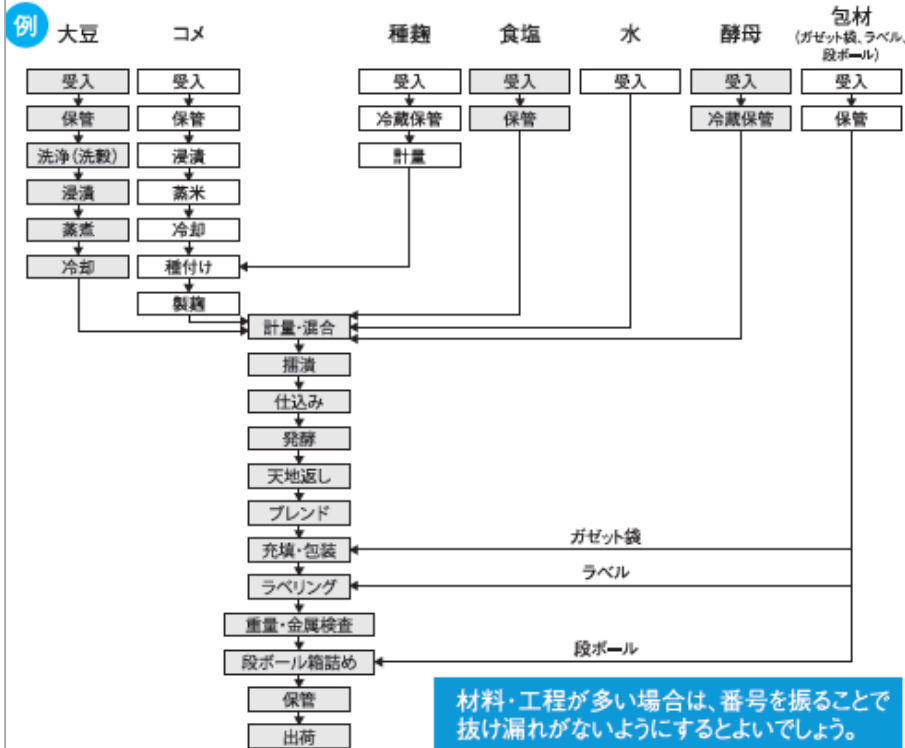 例
大豆
コメ
種麹
食塩
水
酵母
包材
(ガゼット袋、ラベル、
段ボール)
受入
受入
受入
受入
受入
受入
受入
保管
保管
冷蔵保管
保管
冷蔵保管
保管
洗浄(洗穀)
浸漬
計量
浸漬
蒸米
蒸煮
冷却
冷却
種付け
製麹
計量・混合
擂潰
仕込み
発酵
天地返し
ブレンド
ガゼット袋
充填・包装
ラベル
ラベリング
重量・金属検査
段ボール
段ボール箱詰め
保管
出荷
材料・工程が多い場合は、番号を振ることで
抜け漏れがないようにするとよいでしょう。